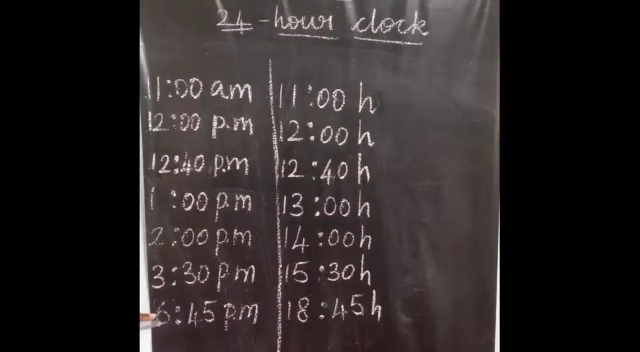 24-hour clock
11:00 am 11:00 h
12:00 p.m 12:00 h
12:40 p.m 12:40 h
1:00 p.m 13:00 h
2:00 p.m 14:00 h
3:30 p.m 15:30 h
6:45 p.m 18:45 h